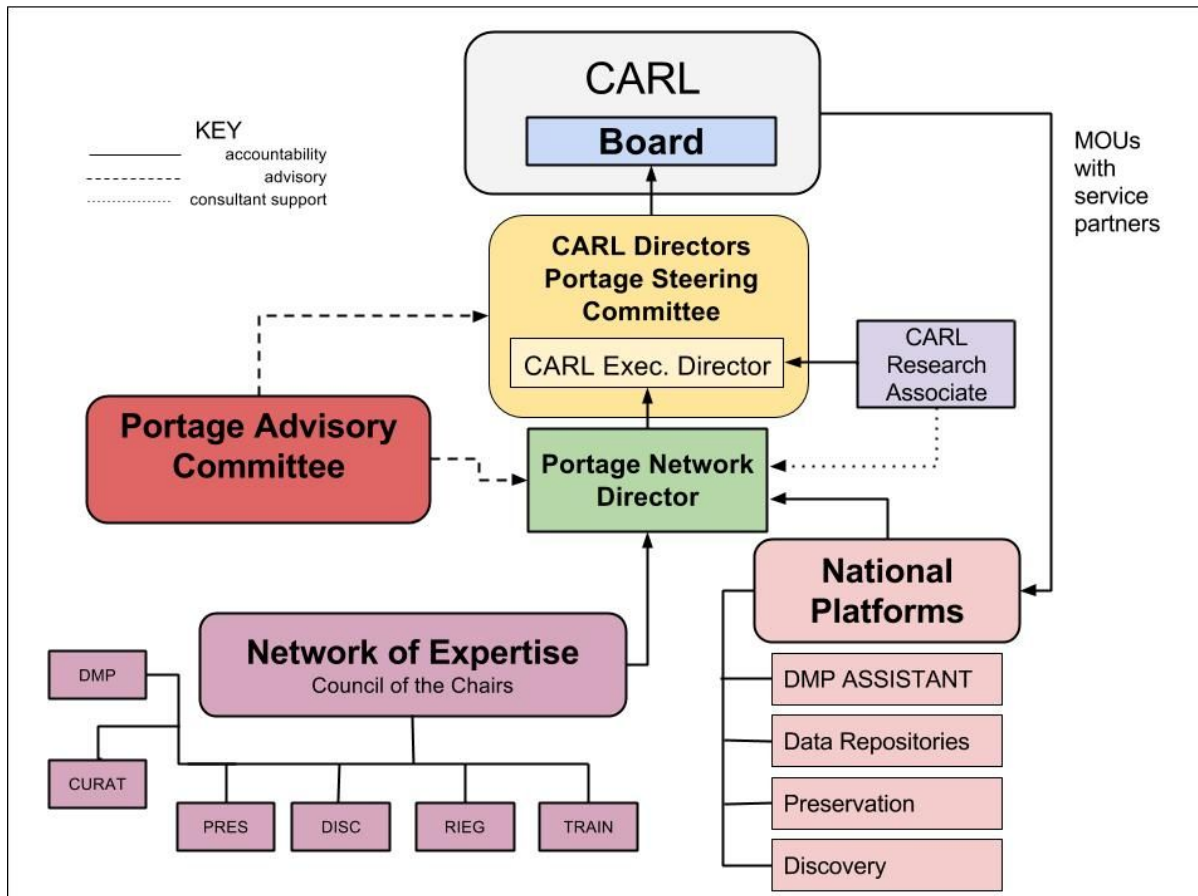 CARL
Board
KEY
accountability
advisory
consultant support
MOUs
with
service
partners
CARL Directors
Portage Steering
Committee
CARL Exec. Director
CARL
Research
Associate
Portage Advisory
Committee
Portage Network
Director
National
Platforms
Network of Expertise
Council of the Chairs
DMP
CURAT
PRES
DISC
RIEG
TRAIN
DMP ASSISTANT
Data Repositories
Preservation
Discovery